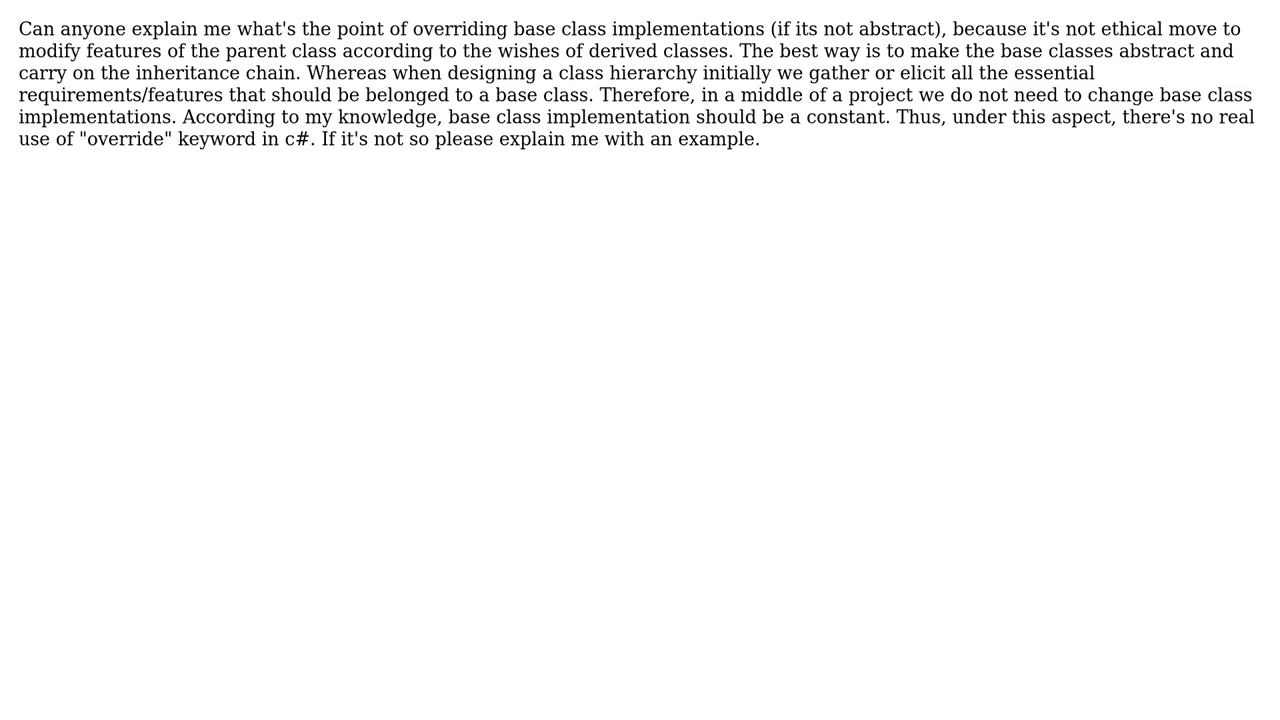 Can anyone explain me what's the point of overriding base class implementations (if its not abstract), because it's not ethical move to
modify features of the parent class according to the wishes of derived classes. The best way is to make the base classes abstract and
carry on the inheritance chain. Whereas when designing a class hierarchy initially we gather or elicit all the essential
requirements/features that should be belonged to a base class. Therefore, in a middle of a project we do not need to change base class
implementations. According to my knowledge, base class implementation should be a constant. Thus, under this aspect, there's no real
use of "override" keyword in c#. If it's not so please explain me with an example.